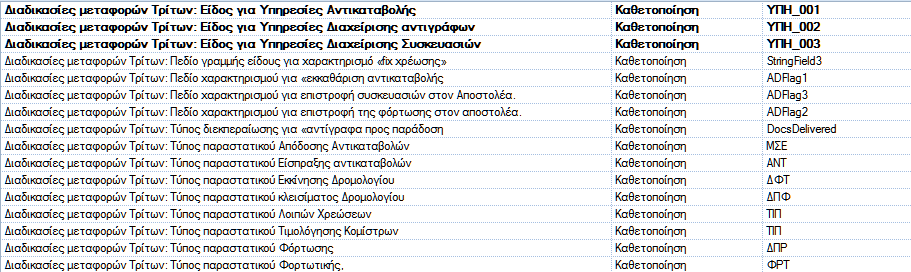 Διαδικασίες μεταφορών Τρίτων: Είδος για Υπηρεσίες Αντικαταβολής Καθετοποίηση ΥΠΗ_001
Διαδικασίες μεταφορών Τρίτων: Είδος για Υπηρεσίες Διαχείρισης αντιγράφων Καθετοποίηση ΥΠΗ_002
Διαδικασίες μεταφορών Τρίτων: Είδος για Υπηρεσίες Διαχείρισης Συσκευασιών Καθετοποίηση ΥΠΗ_003
Διαδικασίες μεταφορών Τρίτων: Πεδίο γραμμής είδους για χαρακτηρισμό «fix χρέωσης» Καθετοποίηση StringField3
Διαδικασίες μεταφορών Τρίτων: Πεδίο χαρακτηρισμού για «εκκαθάριση αντικαταβολής Καθετοποίηση ADFlag1
Διαδικασίες μεταφορών Τρίτων: Πεδίο χαρακτηρισμού για επιστροφή συσκευασιών στον Αποστολέα. Καθετοποίηση ADFlag3
Διαδικασίες μεταφορών Τρίτων: Πεδίο χαρακτηρισμού για επιστροφή της φόρτωσης στον αποστολέα. Καθετοποίηση ADFlag2
Διαδικασίες μεταφορών Τρίτων: Τύπος διεκπεραίωσης για «αντίγραφα προς παράδοση Καθετοποίηση DocsDelivered
Διαδικασίες μεταφορών Τρίτων: Τύπος παραστατικού Απόδοσης Αντικαταβολών Καθετοποίηση ΜΣΕ
Διαδικασίες μεταφορών Τρίτων: Τύπος παραστατικού Είσπραξης αντικαταβολών Καθετοποίηση ΑΝΤ
Διαδικασίες μεταφορών Τρίτων: Τύπος παραστατικού Εκκίνησης Δρομολογίου Καθετοποίηση ΔΦΤ
Διαδικασίες μεταφορών Τρίτων: Τύπος παραστατικού κλεισίματος Δρομολογίου Καθετοποίηση ΔΠΦ
Διαδικασίες μεταφορών Τρίτων: Τύπος παραστατικού Λοιπών Χρεώσεων Καθετοποίηση ΤΙΠ
Διαδικασίες μεταφορών Τρίτων: Τύπος παραστατικού Τιμολόγησης Κομίστρων Καθετοποίηση ΤΙΠ
Διαδικασίες μεταφορών Τρίτων: Τύπος παραστατικού Φόρτωσης Καθετοποίηση ΔΠΡ
Διαδικασίες μεταφορών Τρίτων: Τύπος παραστατικού Φορτωτικής, Καθετοποίηση ΦΡΤ